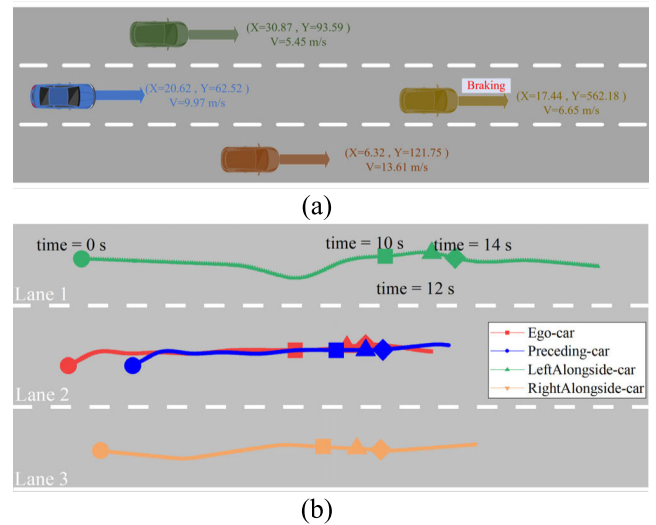 (X=30.87 , Y=93.59 )
V=5.45 m/s
(X=20.62 , Y=62.52 )
V=9.97 m/s
Braking
(X=17.44 , Y=562.18 )
V=6.65 m/s
(X=6.32 , Y=121.75 )
V=13.61 m/s
(a)
time = 0 s
time = 10 s
time = 14 s
time = 12 s
Lane 1
Ego-car
Preceding-car
LeftAlongside-car
RightAlongside-car
Lane 2
Lane 3
(b)